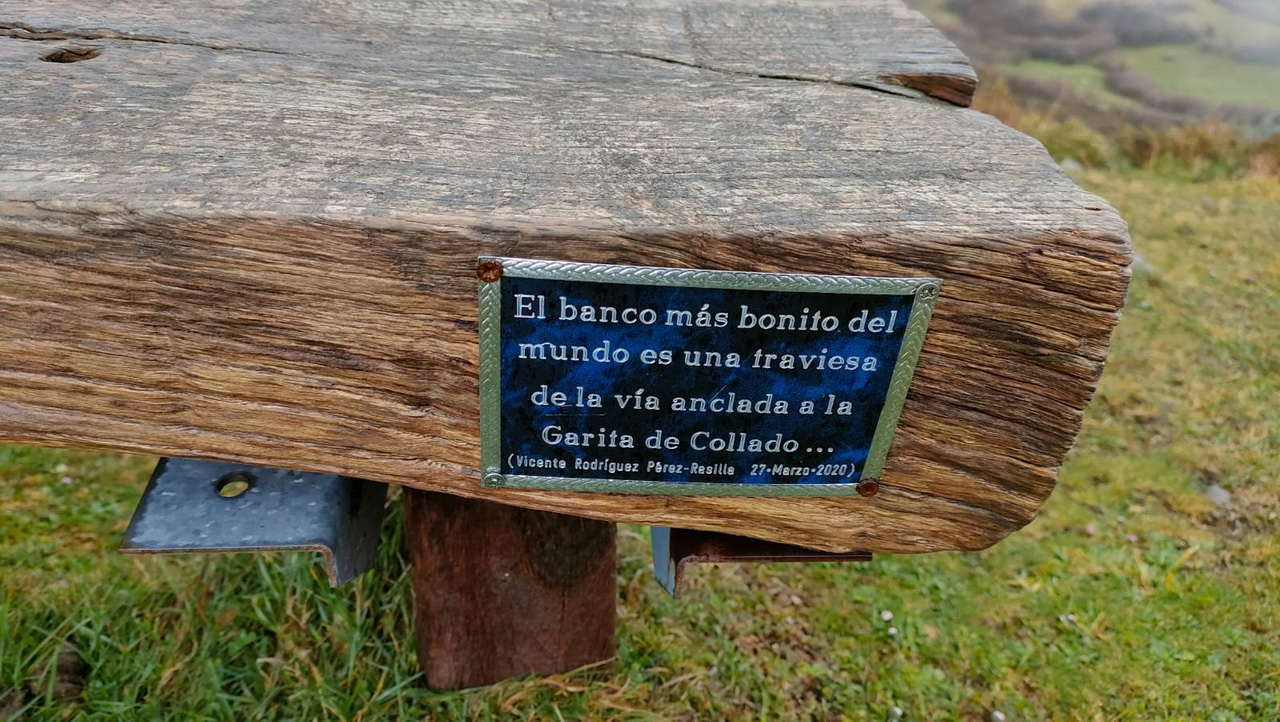 El banco más bonito del
mundo es una traviesa
de la vía anclada a la
Garita de Collado...
(Vicente Rodríguez Pérez-Rasilla 27-Marzo-2020)